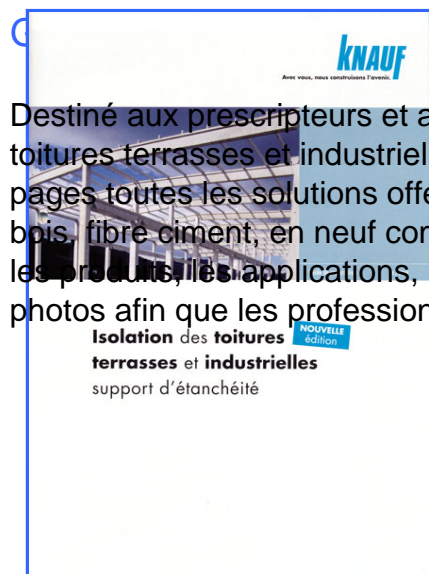 KNAUF
Avec vous, nous construisons l'avenir.
Destiné aux prescripteurs et
toitures terrasses et industriel
pages toutes les solutions offe
bois, fibre ciment, en neuf
les produits, les applications,
photos afin que les profession
Isolation des toitures NOUVELLE édition
terrasses et industrielles
support d'étanchéité